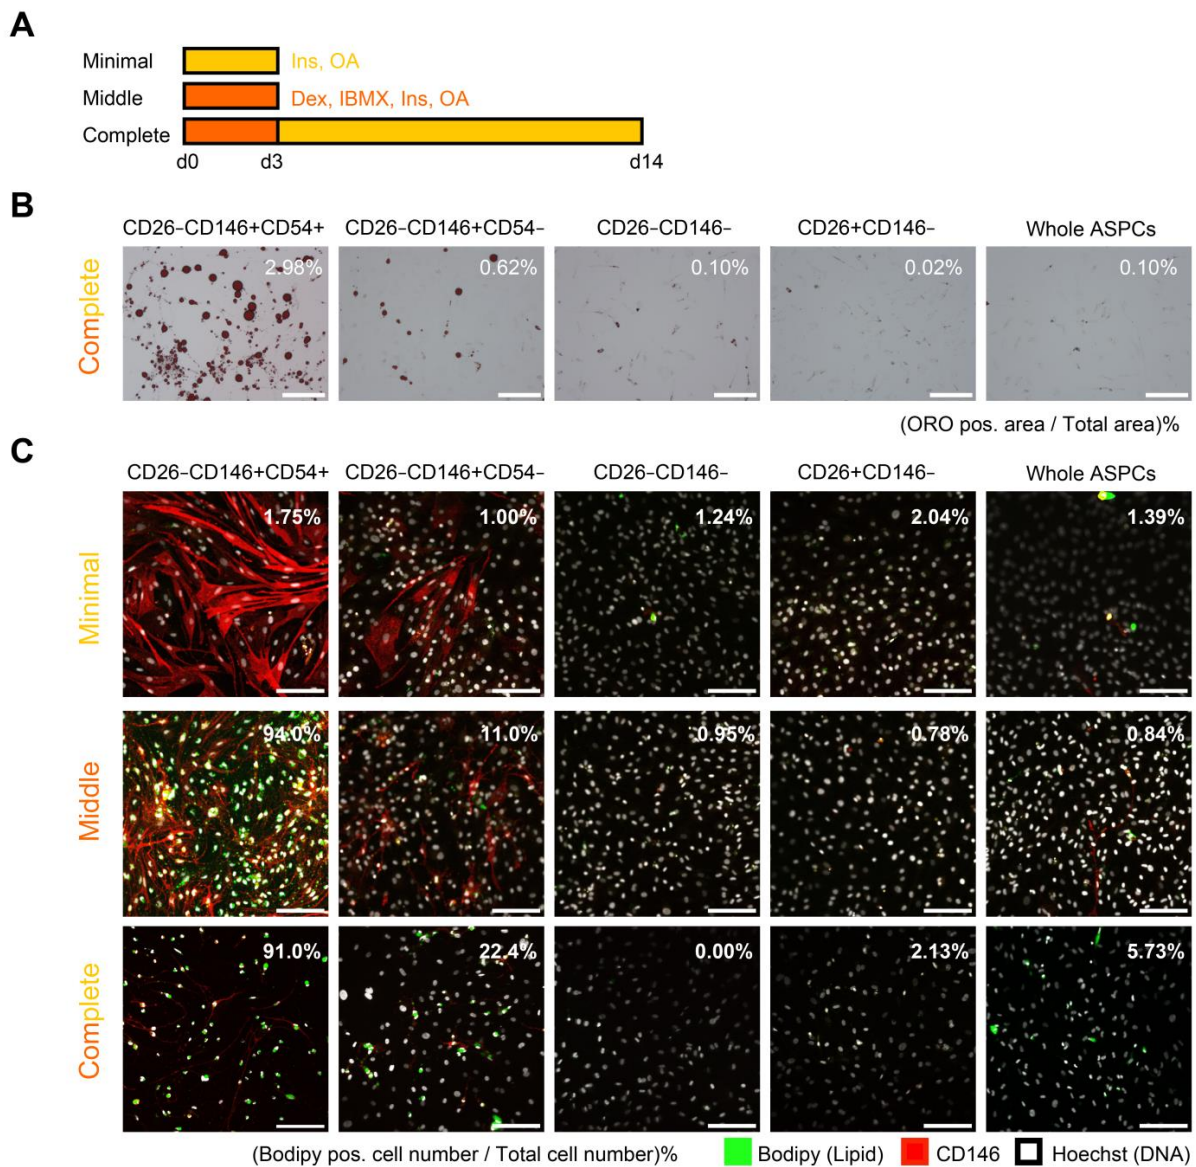 A
Minimal Ins, OA
Middle Dex, IBMX, Ins, OA
Complete
d0 d3 d14
B
CD26−CD146+CD54+ CD26−CD146+CD54− CD26−CD146− CD26+CD146− Whole ASPCs
Complete
2.98% 0.62% 0.10% 0.02% 0.10%
(ORO pos. area / Total area)%
C
CD26−CD146+CD54+ CD26−CD146+CD54− CD26−CD146− CD26+CD146− Whole ASPCs
Minimal
1.75% 1.00% 1.24% 2.04% 1.39%
Middle
94.0% 11.0% 0.95% 0.78% 0.84%
Complete
91.0% 22.4% 0.00% 2.13% 5.73%
(Bodipy pos. cell number / Total cell number)% Bodipy (Lipid) CD146 Hoechst (DNA)